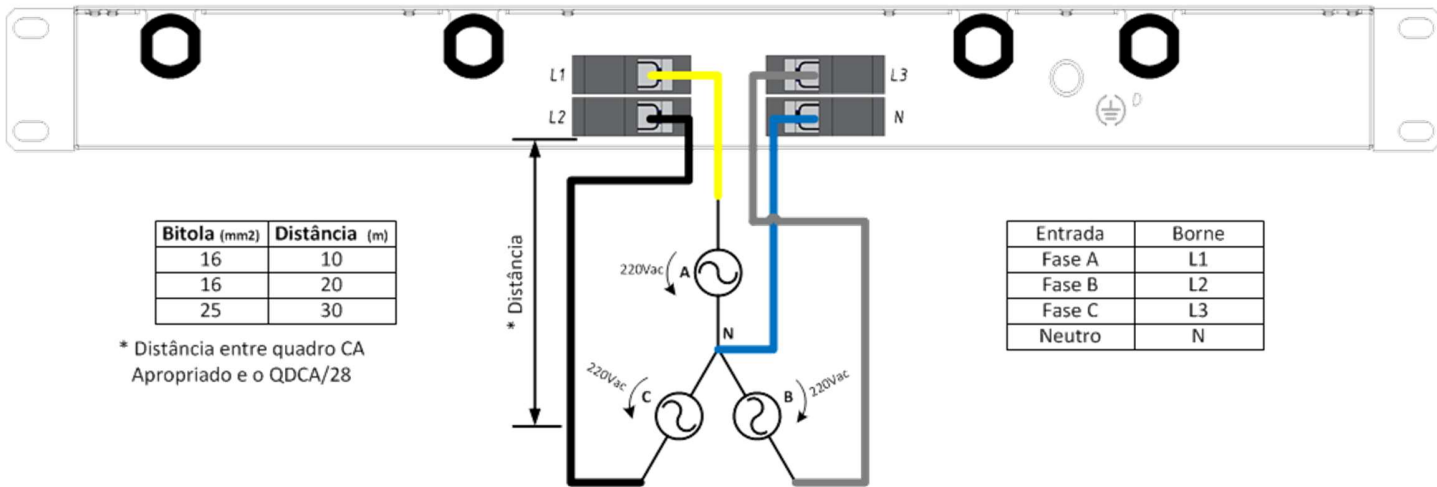 L1
L3
L2
N
D
Bitola (mm2) Distância (m)
16 10
16 20
25 30
* Distância entre quadro CA
Apropriado e o QDCA/28
* Distância
220Vac A
N
220Vac C
B 220Vac
Entrada Borne
Fase A L1
Fase B L2
Fase C L3
Neutro N